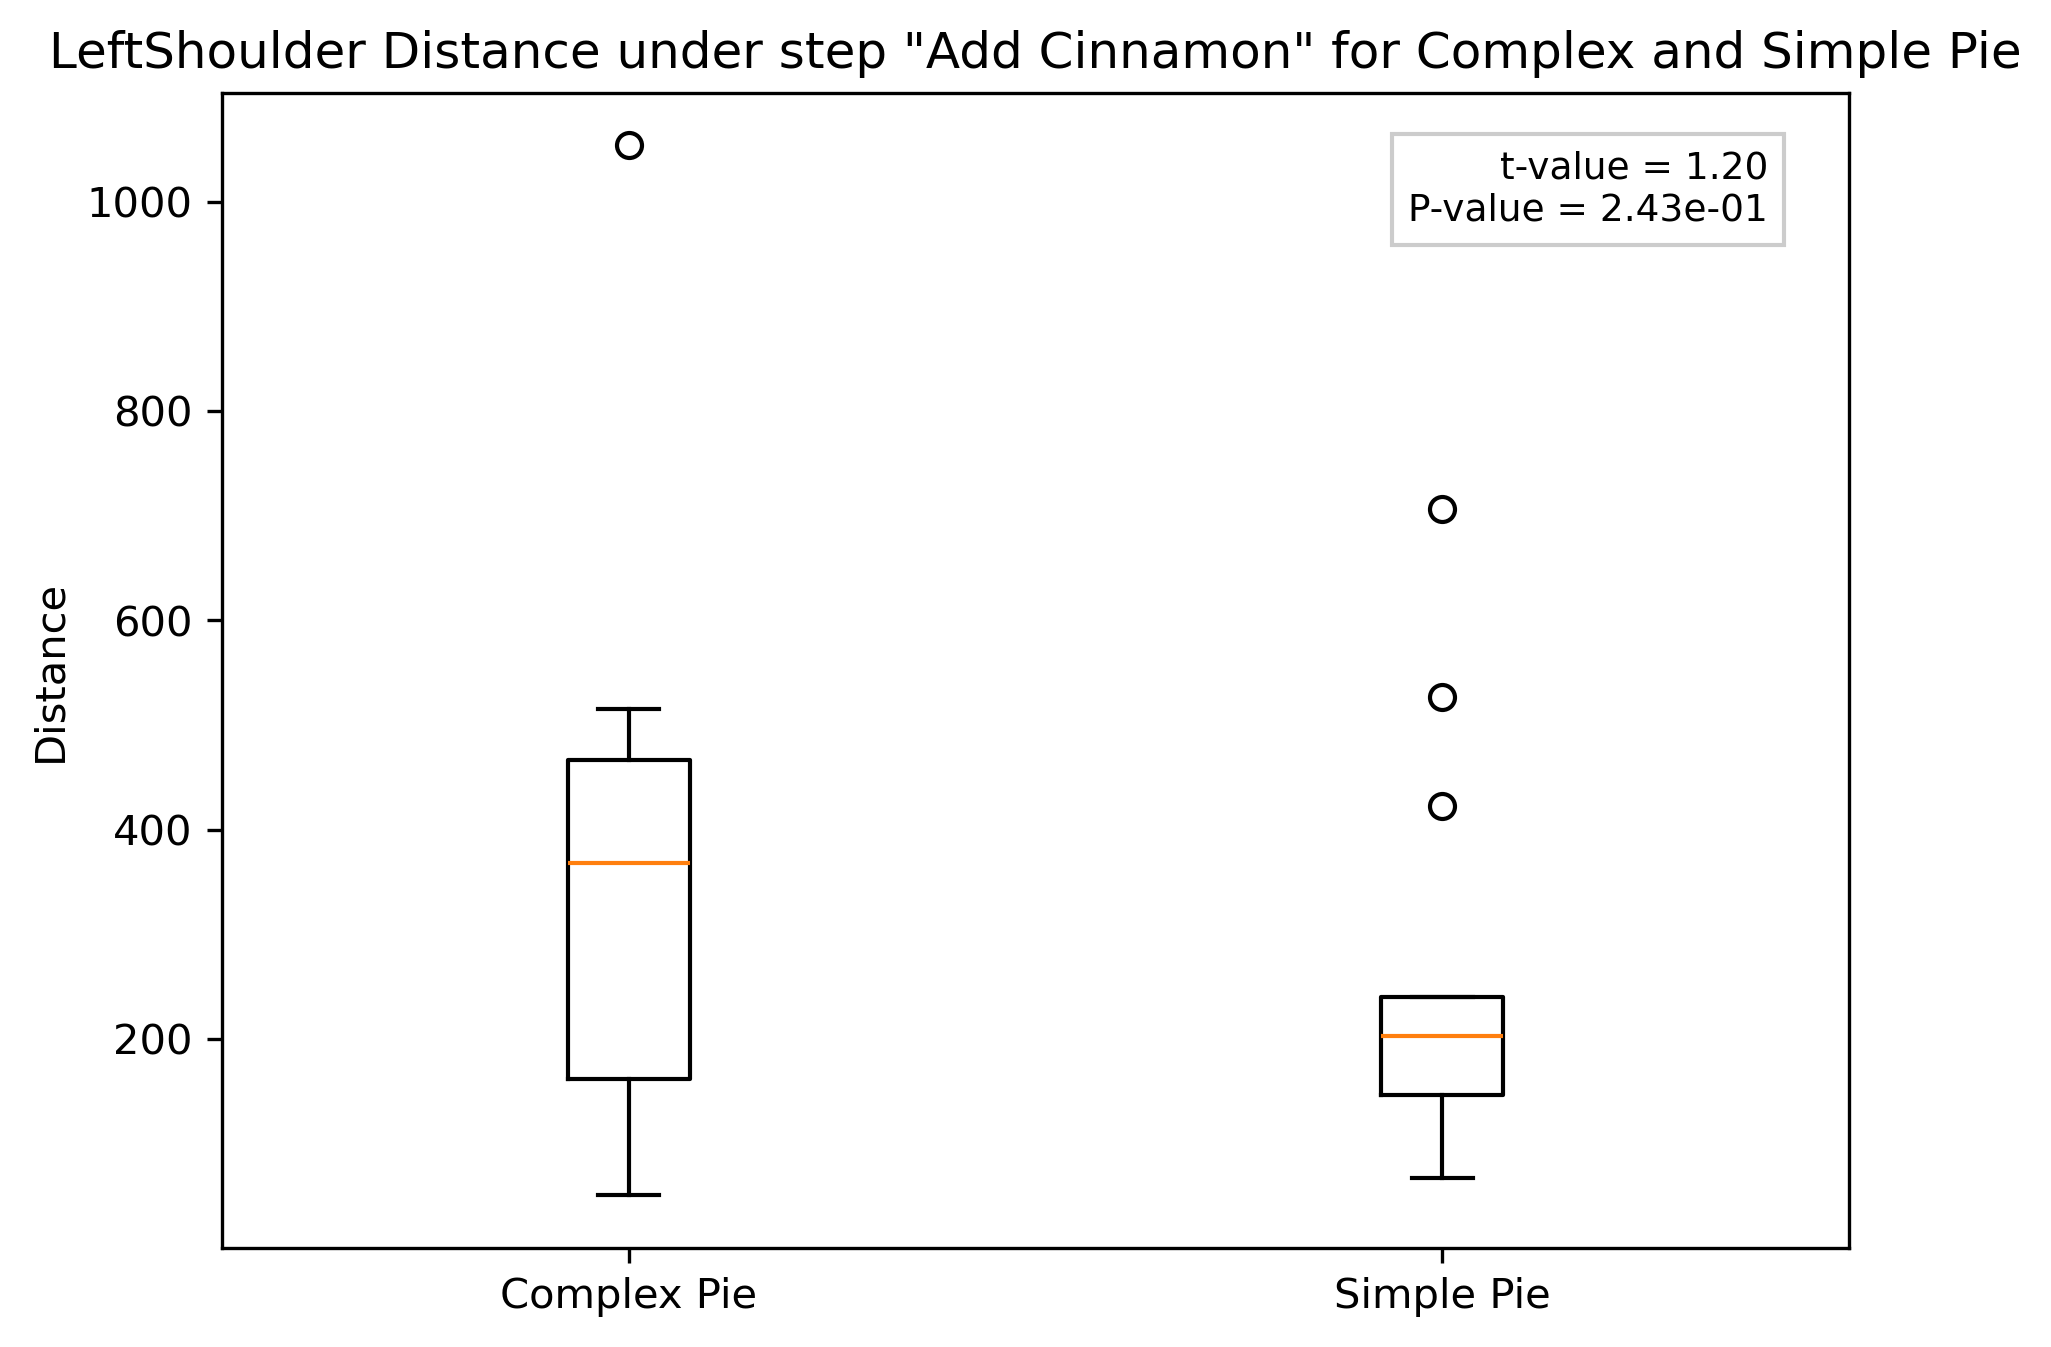 LeftShoulder Distance under step "Add Cinnamon" for Complex and Simple Pie
t-value = 1.20
P-value = 2.43e-01
1000
800
600
400
200
Distance
Complex Pie
Simple Pie